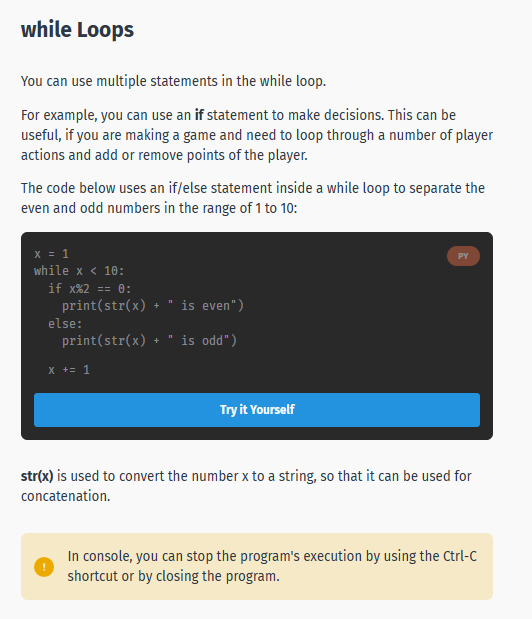 while Loops
You can use multiple statements in the while loop.
For example, you can use an if statement to make decisions. This can be
useful, if you are making a game and need to loop through a number of player
actions and add or remove points of the player.
The code below uses an if/else statement inside a while loop to separate the
even and odd numbers in the range of 1 to 10:
x = 1
PY
while x < 10:
  if x%2 == 0:
    print(str(x) + " is even")
  else:
    print(str(x) + " is odd")
  x += 1
Try it Yourself
str(x) is used to convert the number x to a string, so that it can be used for
concatenation.
!
In console, you can stop the program's execution by using the Ctrl-C
shortcut or by closing the program.